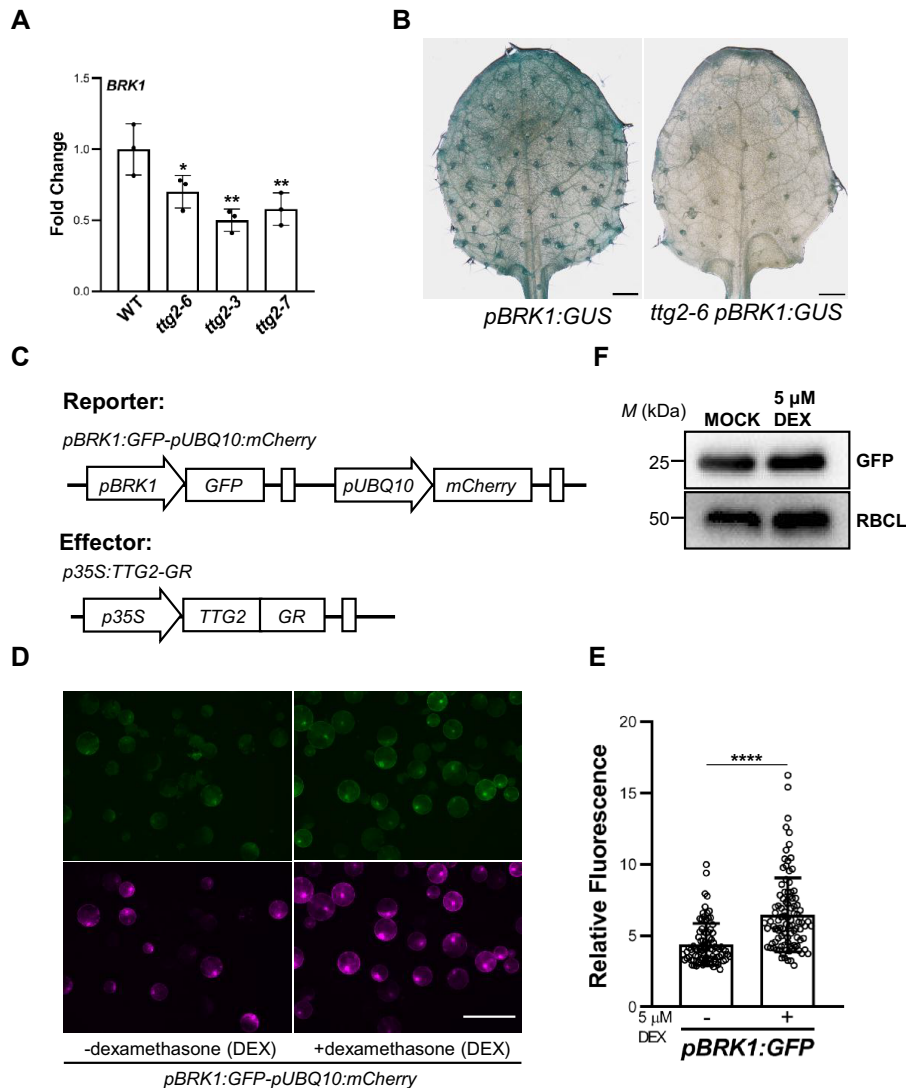 A
BRK1
Fold Change
1.5
1.0
0.5
0.0
*
**
**
WT
ttg2-6
ttg2-3
ttg2-7
B
pBRK1:GUS
ttg2-6 pBRK1:GUS
C
Reporter:
pBRK1:GFP-pUBQ10:mCherry
pBRK1 GFP pUBQ10 mCherry
Effector:
p35S:TTG2-GR
p35S TTG2 GR
F
M (kDa)
MOCK
5 µM
DEX
25
GFP
50
RBCL
D
-dexamethasone (DEX)
+dexamethasone (DEX)
pBRK1:GFP-pUBQ10:mCherry
E
Relative Fluorescence
20
15
10
5
0
****
5 µM
DEX
- +
pBRK1:GFP